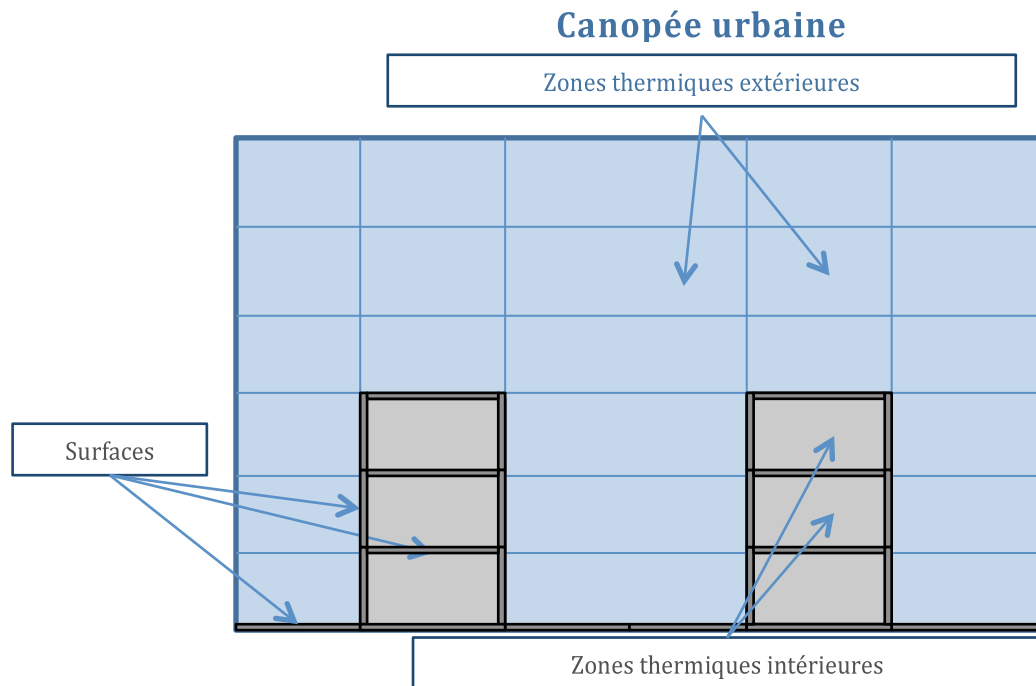 Canopée urbaine
Zones thermiques extérieures
Surfaces
Zones thermiques intérieures